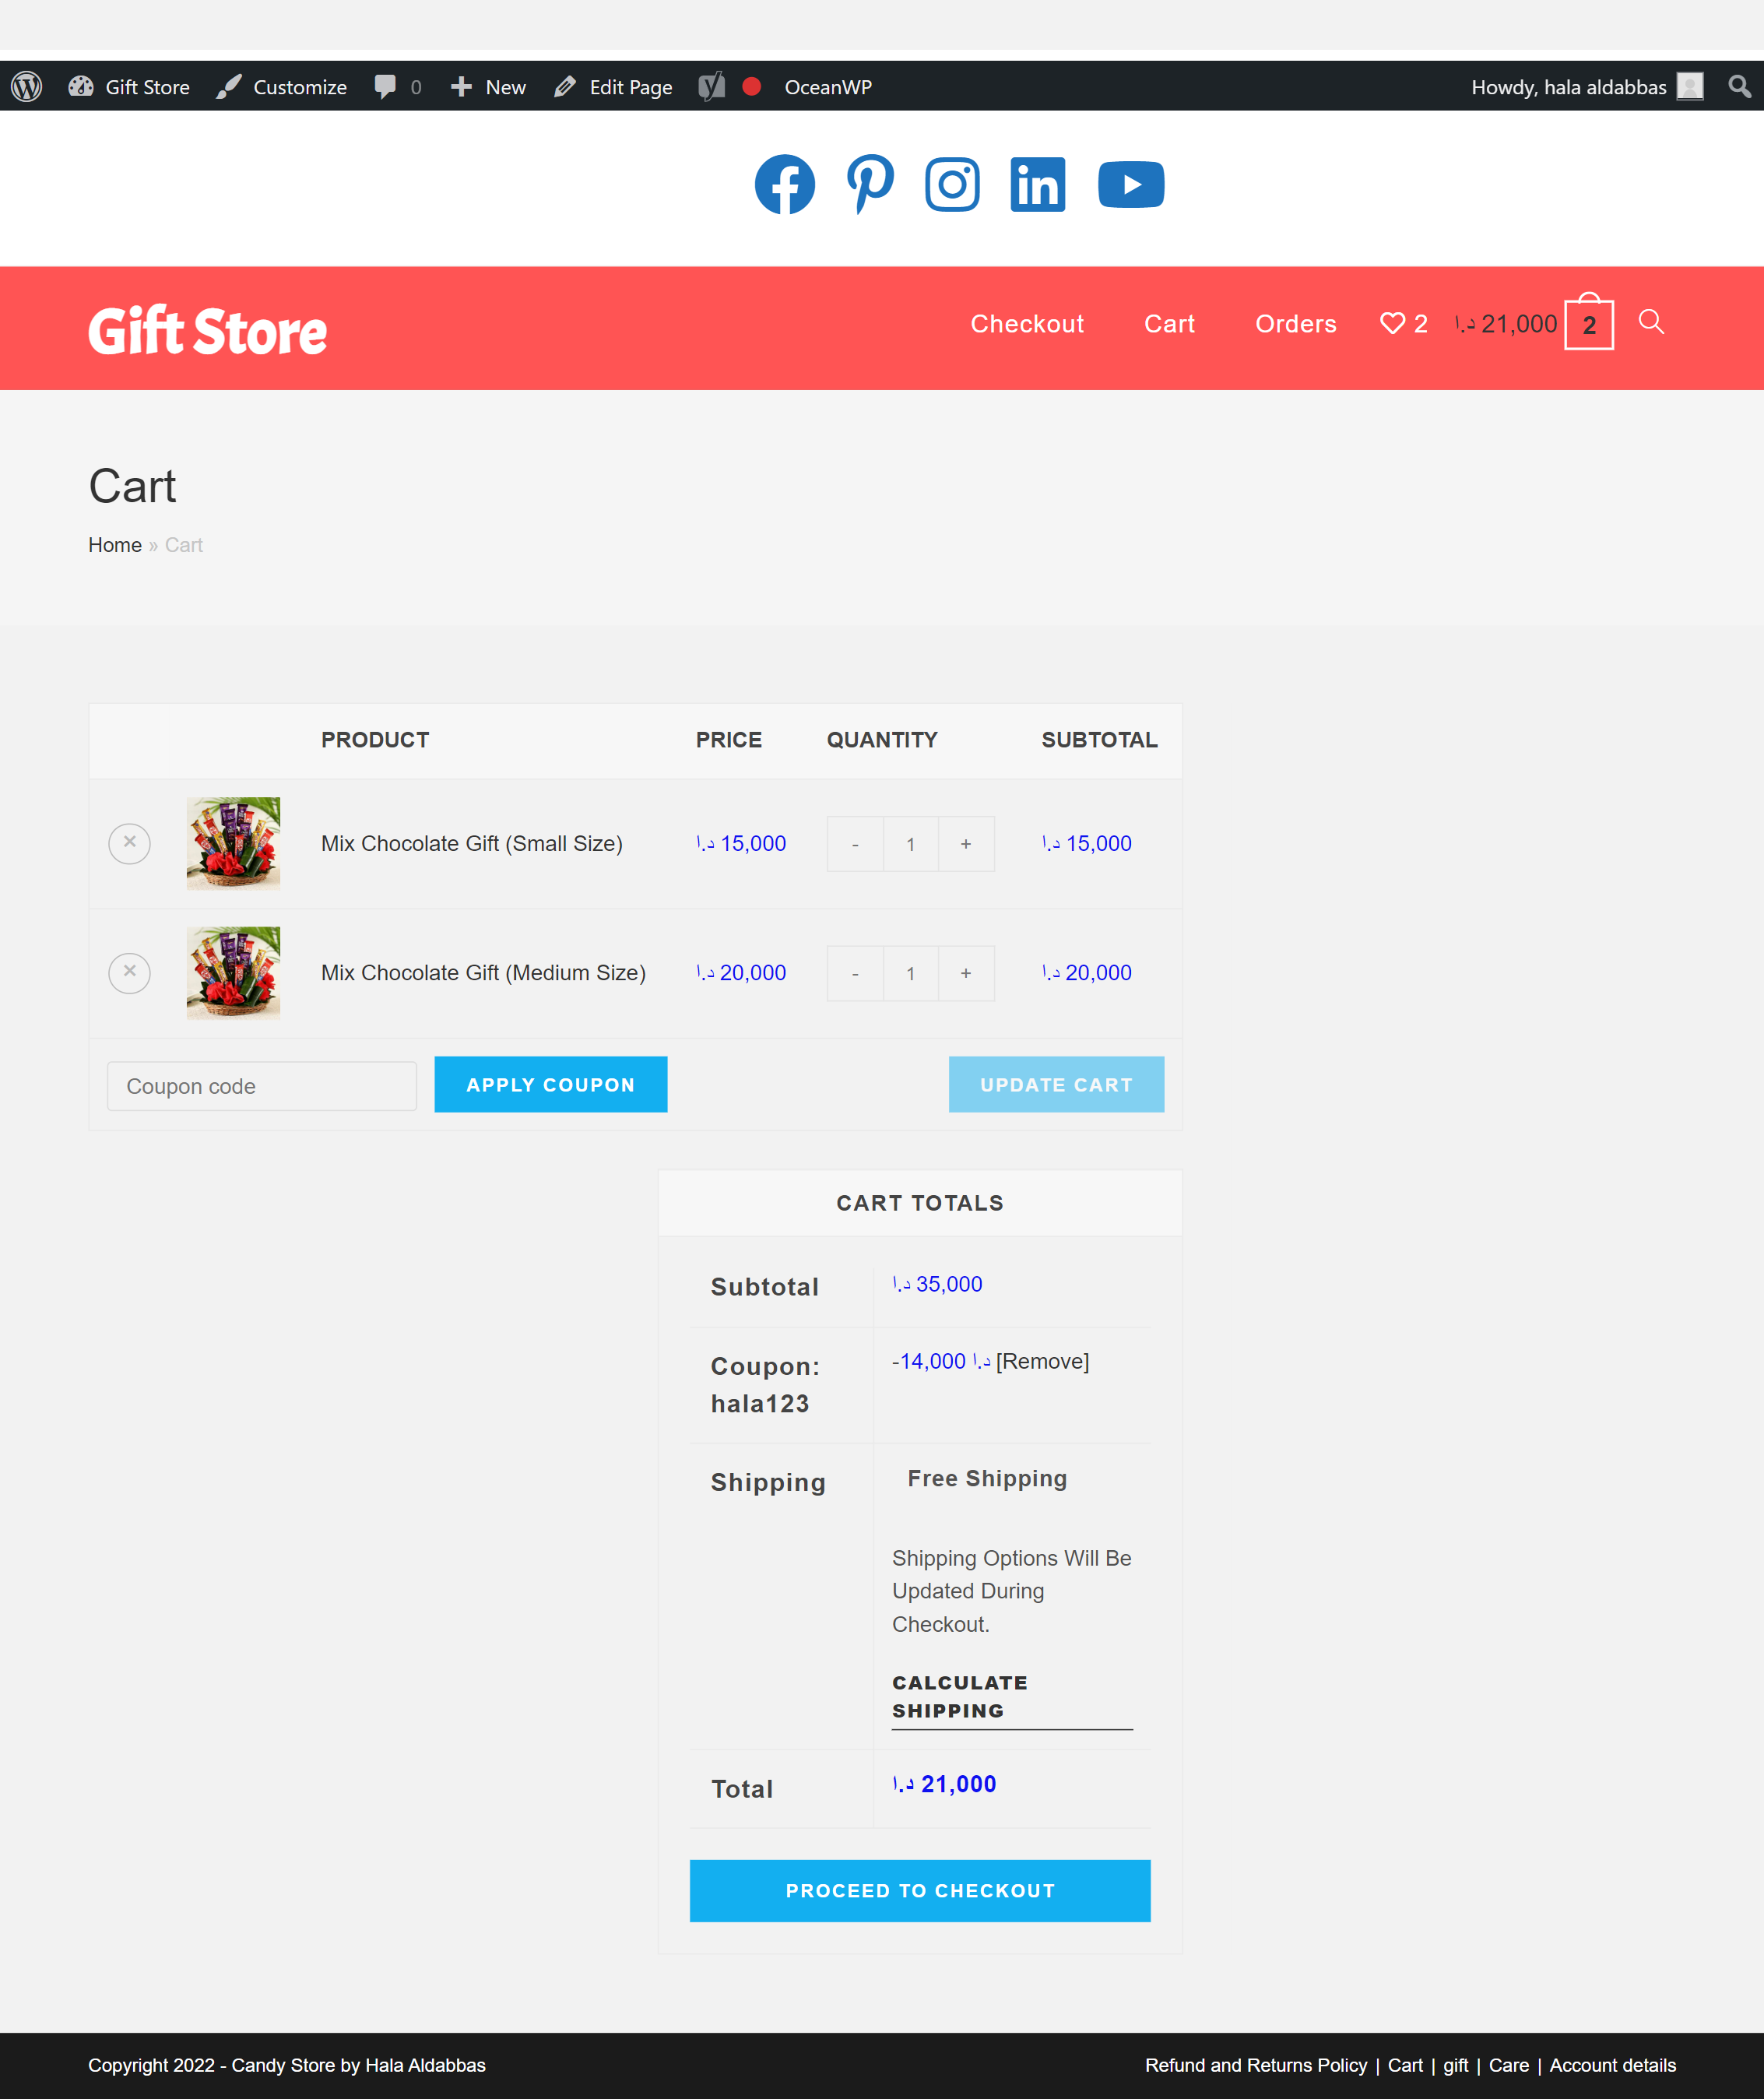 Gift Store Customize 0 New Edit Page OceanWP Howdy, hala aldabbas
Gift Store Checkout Cart Orders 2 د.ا 21,000 2
Cart
Home » Cart
PRODUCT PRICE QUANTITY SUBTOTAL
× Mix Chocolate Gift (Small Size) د.ا 15,000 - 1 + د.ا 15,000
× Mix Chocolate Gift (Medium Size) د.ا 20,000 - 1 + د.ا 20,000
Coupon code APPLY COUPON UPDATE CART
CART TOTALS
Subtotal د.ا 35,000
Coupon: -14,000 د.ا [Remove]
hala123
Shipping Free Shipping
Shipping Options Will Be
Updated During
Checkout.
CALCULATE
SHIPPING
Total د.ا 21,000
PROCEED TO CHECKOUT
Copyright 2022 - Candy Store by Hala Aldabbas Refund and Returns Policy | Cart | gift | Care | Account details